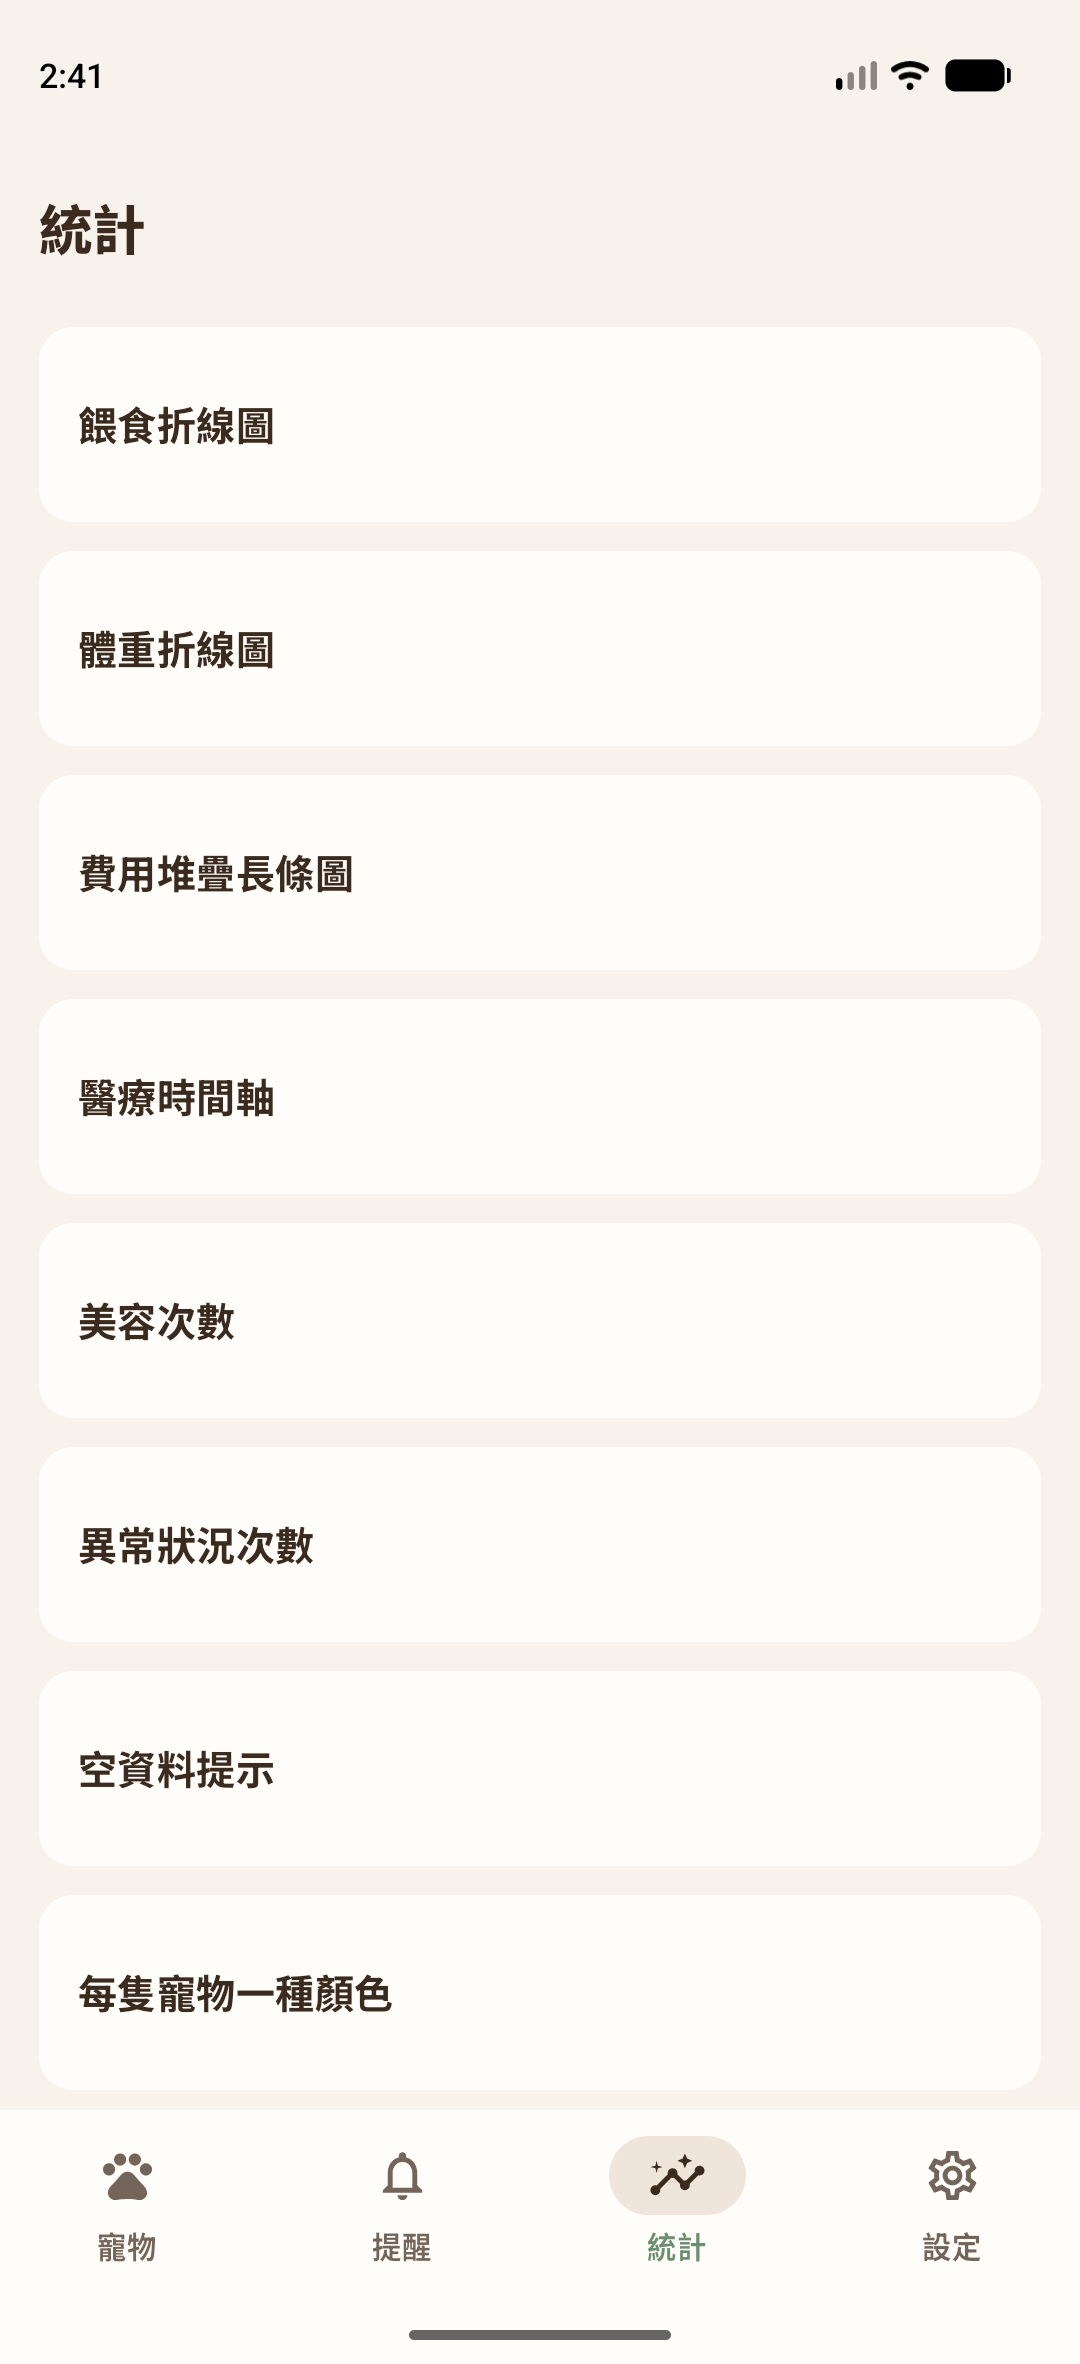 2:41
統計
餵食折線圖
體重折線圖
費用堆疊長條圖
醫療時間軸
美容次數
異常狀況次數
空資料提示
每隻寵物一種顏色
寵物
提醒
統計
設定